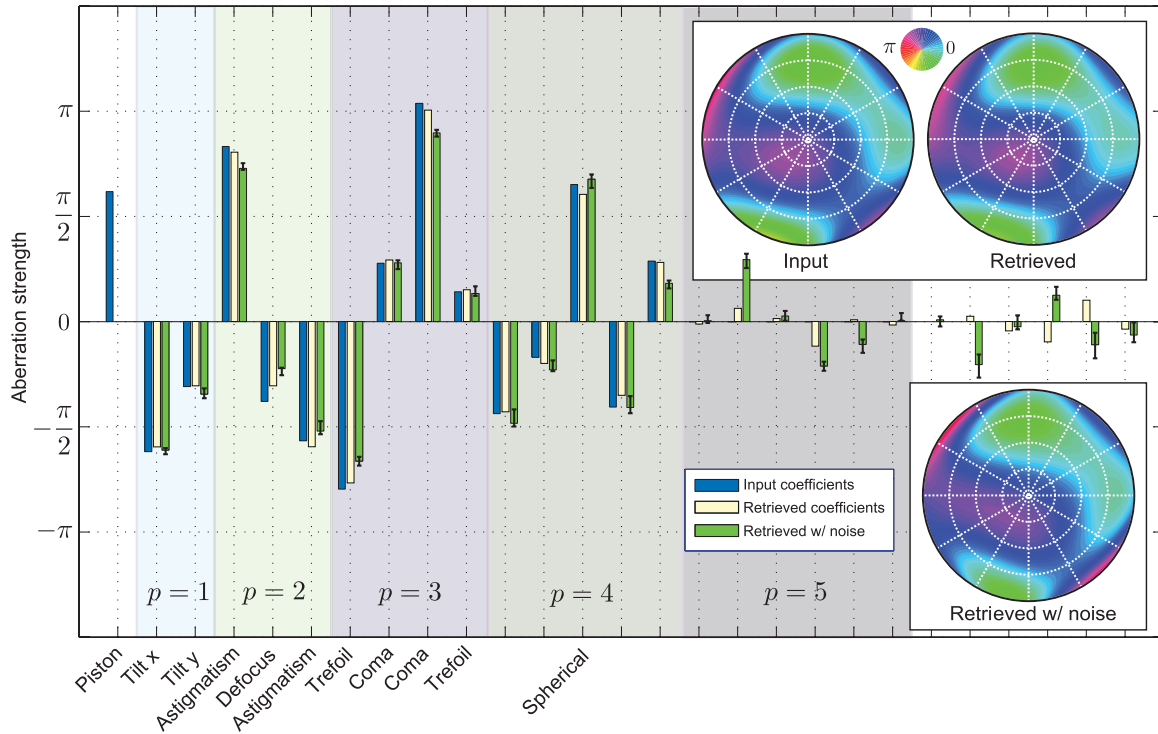 Aberration strength
π
π
2
0
−π
2
−π
π 0
Input Retrieved
Input coefficients
Retrieved coefficients
Retrieved w/ noise
Retrieved w/ noise
p = 1 p = 2 p = 3 p = 4 p = 5
Piston
Tilt x
Tilt y
Astigmatism
Defocus
Astigmatism
Trefoil
Coma
Coma
Trefoil
Spherical